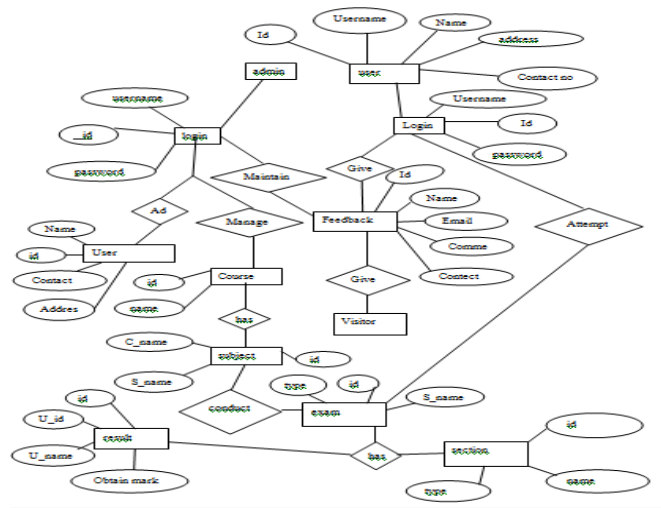 Username
Name
Id
address
admin
user
Contact no
username
Username
Login
Id
id
login
password
password
Give
Id
Maintain
Name
Ad
Manage
Feedback
Email
Attempt
Name
Comme
id
User
Course
Contect
id
Give
Contact
name
Addres
has
Visitor
C_name
subject
id
S_name
type
id
S_name
id
conduct
exam
U_id
id
result
section
U_name
has
Obtain mark
type
name